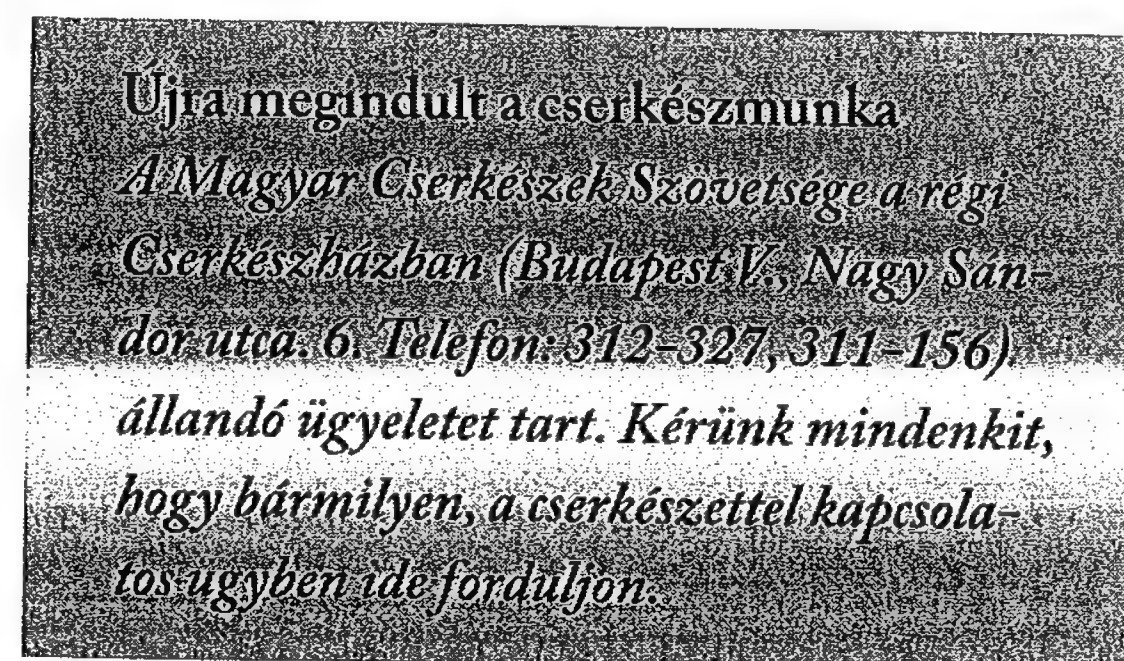 Újra megindult a cserkészmunka
A Magyar Cserkészek Szövetsége a régi
Cserkészházban (Budapest V., Nagy Sán-
dor utca. 6. Telefon: 312-327, 311-156)
állandó ügyeletet tart. Kérünk mindenkit,
hogy bármilyen, a cserkészettel kapcsola-
tos ügyben ide forduljon.